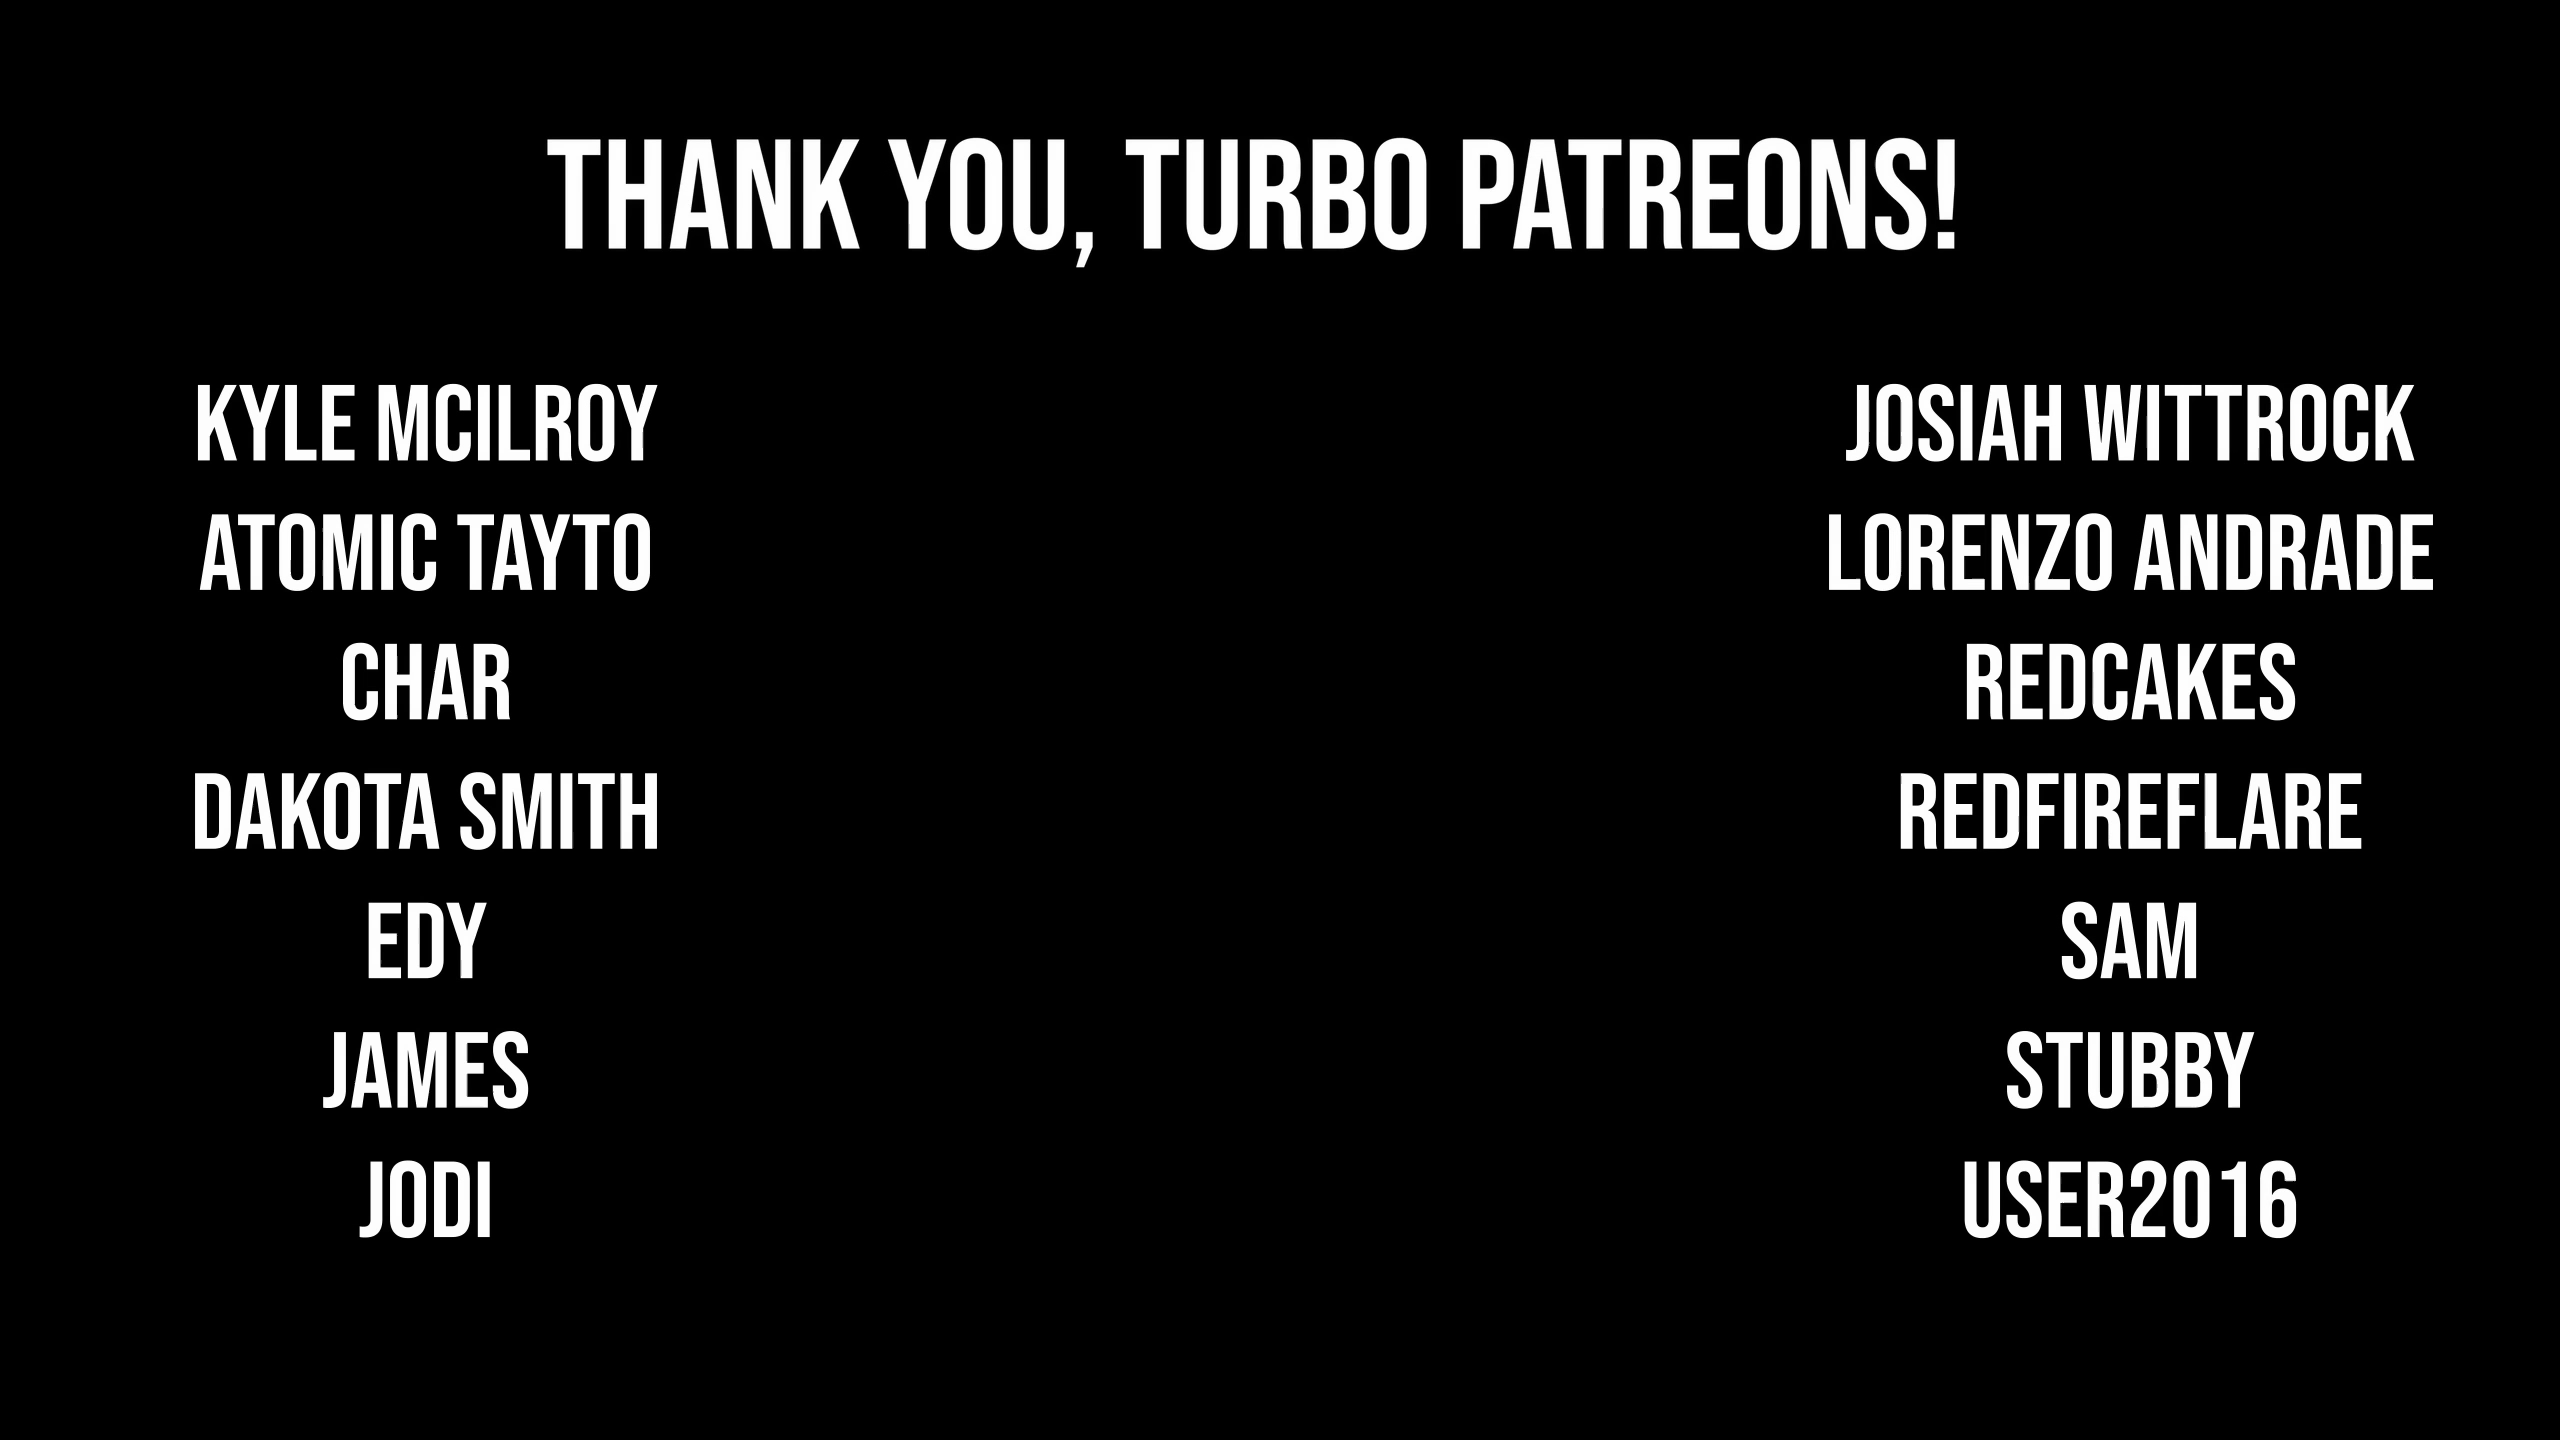 THANK YOU, TURBO PATREONS!
KYLE MCILROY
ATOMIC TAYTO
CHAR
DAKOTA SMITH
EDY
JAMES
JODI
JOSIAH WITTROCK
LORENZO ANDRADE
REDCAKES
REDFIREFLARE
SAM
STUBBY
USER2016